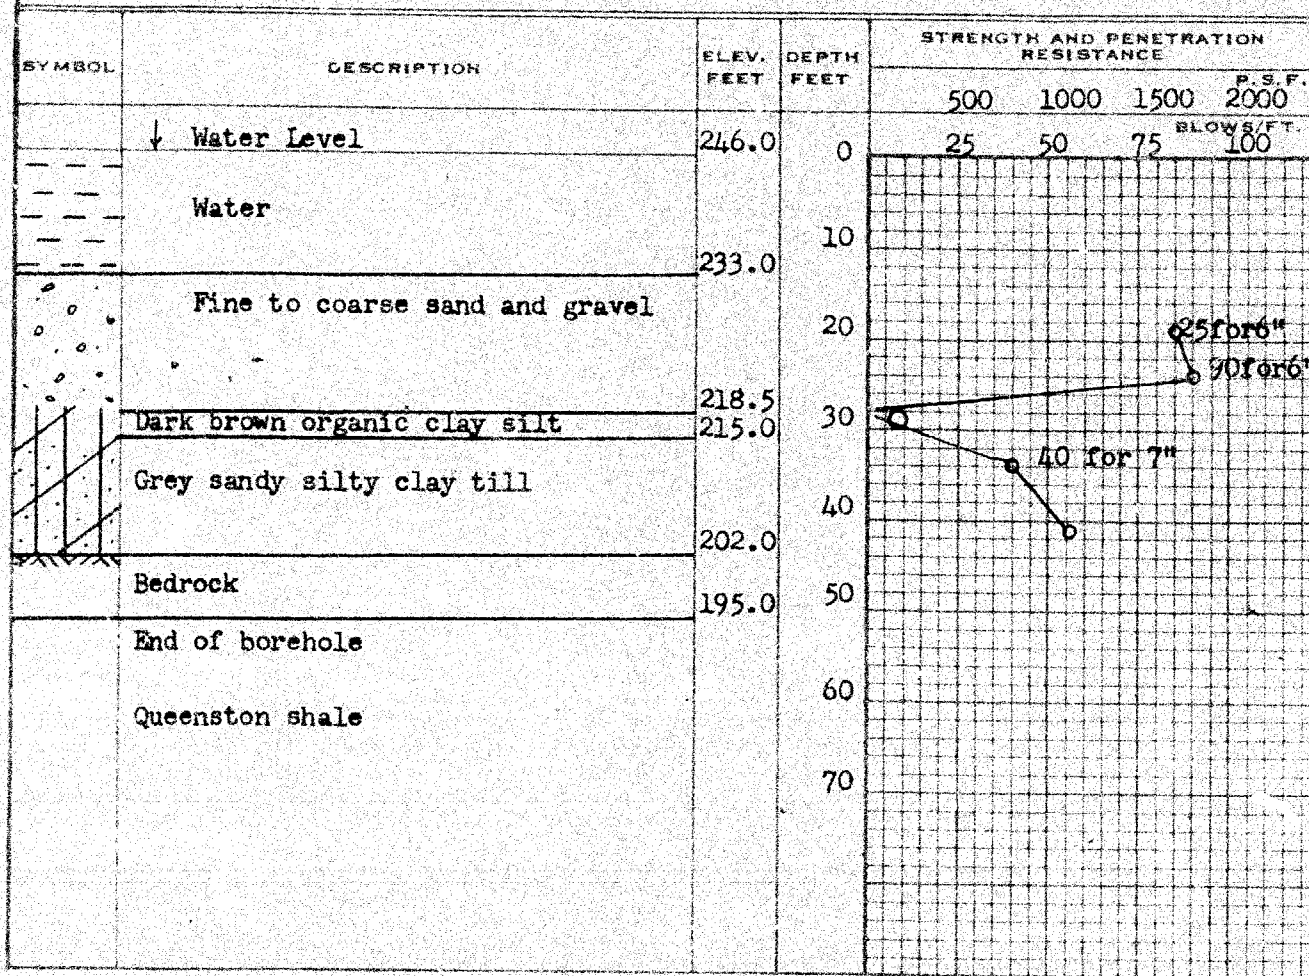 SYMBOL DESCRIPTION ELEV. FEET DEPTH FEET STRENGTH AND PENETRATION RESISTANCE
P.S.F.
500 1000 1500 2000
BLOWS/FT.
25 50 75 100
↓ Water Level 246.0 0
Water
10
233.0
Fine to coarse sand and gravel
20 25for6"
90for6"
218.5
Dark brown organic clay silt 215.0 30
40 for 7"
Grey sandy silty clay till
40
202.0
Bedrock
195.0 50
End of borehole
60
Queenston shale
70